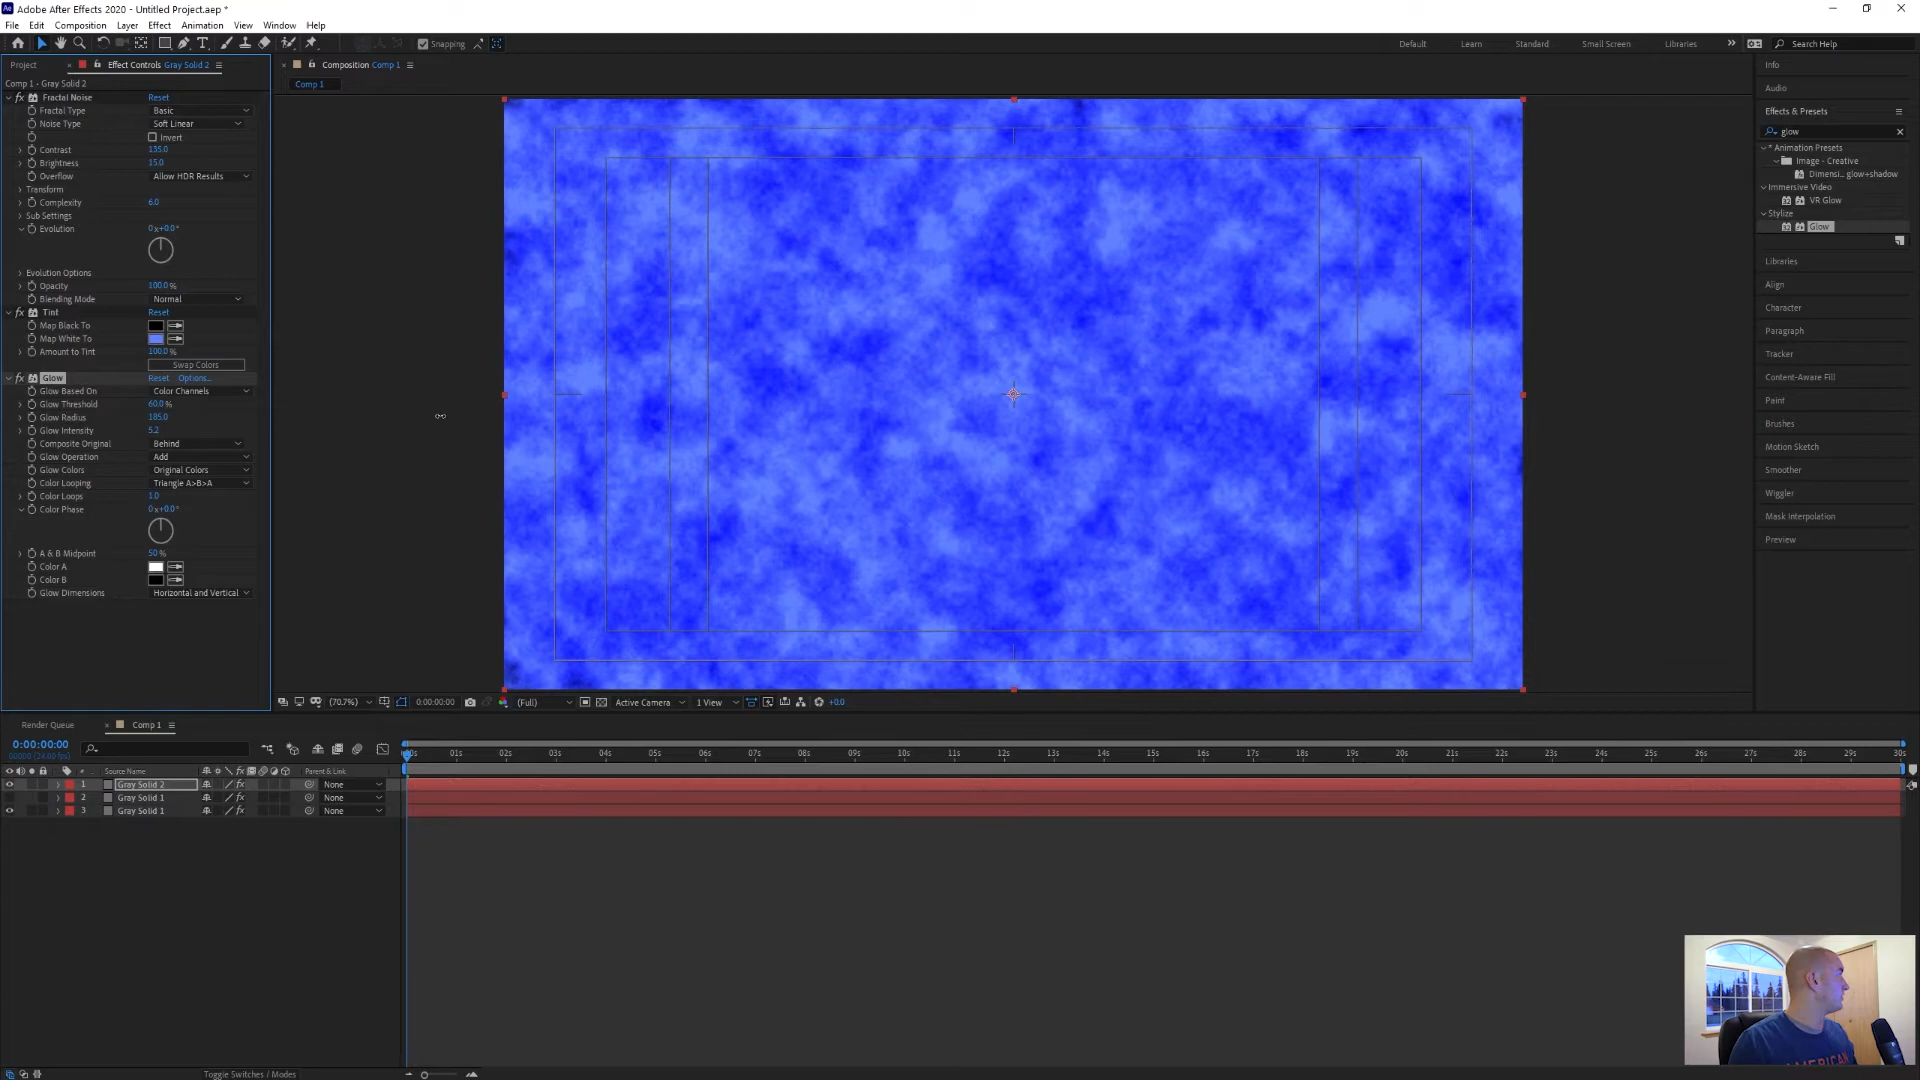 Adobe After Effects 2020 - Untitled Project.aep *
File Edit Composition Layer Effect Animation View Window Help
Snapping
Default Learn Standard Small Screen Libraries Search Help
Project Effect Controls Gray Solid 2 Composition Comp 1
Comp 1 • Gray Solid 2
Comp 1
Fractal Noise Reset
Fractal Type Basic
Noise Type Soft Linear
Invert
Contrast 135.0
Brightness 15.0
Overflow Allow HDR Results
Transform
Complexity 6.0
Sub Settings
Evolution 0x+0.0°
Evolution Options
Opacity 100.0 %
Blending Mode Normal
Tint Reset
Map Black To
Map White To
Amount to Tint 100.0 %
Swap Colors
Glow Reset Options...
Glow Based On Color Channels
Glow Threshold 60.0 %
Glow Radius 185.0
Glow Intensity 5.2
Composite Original Behind
Glow Operation Add
Glow Colors Original Colors
Color Looping Triangle A>B>A
Color Loops 1.0
Color Phase 0x+0.0°
A & B Midpoint 50 %
Color A
Color B
Glow Dimensions Horizontal and Vertical
Info
Audio
Effects & Presets
glow
* Animation Presets
Image - Creative
Dimensi... glow+shadow
Immersive Video
VR Glow
Stylize
Glow
Libraries
Align
Character
Paragraph
Tracker
Content-Aware Fill
Paint
Brushes
Motion Sketch
Smoother
Wiggler
Mask Interpolation
Preview
(70.7%) 0:00:00:00 (Full) Active Camera 1 View +0.0
Render Queue Comp 1
0:00:00:00
00000 (24.00 fps)
00s 01s 02s 03s 04s 05s 06s 07s 08s 09s 10s 11s 12s 13s 14s 15s 16s 17s 18s 19s 20s 21s 22s 23s 24s 25s 26s 27s 28s 29s 30s
# Source Name Parent & Link
1 Gray Solid 2 None
2 Gray Solid 1 None
3 Gray Solid 1 None
Toggle Switches / Modes
AMERICAN